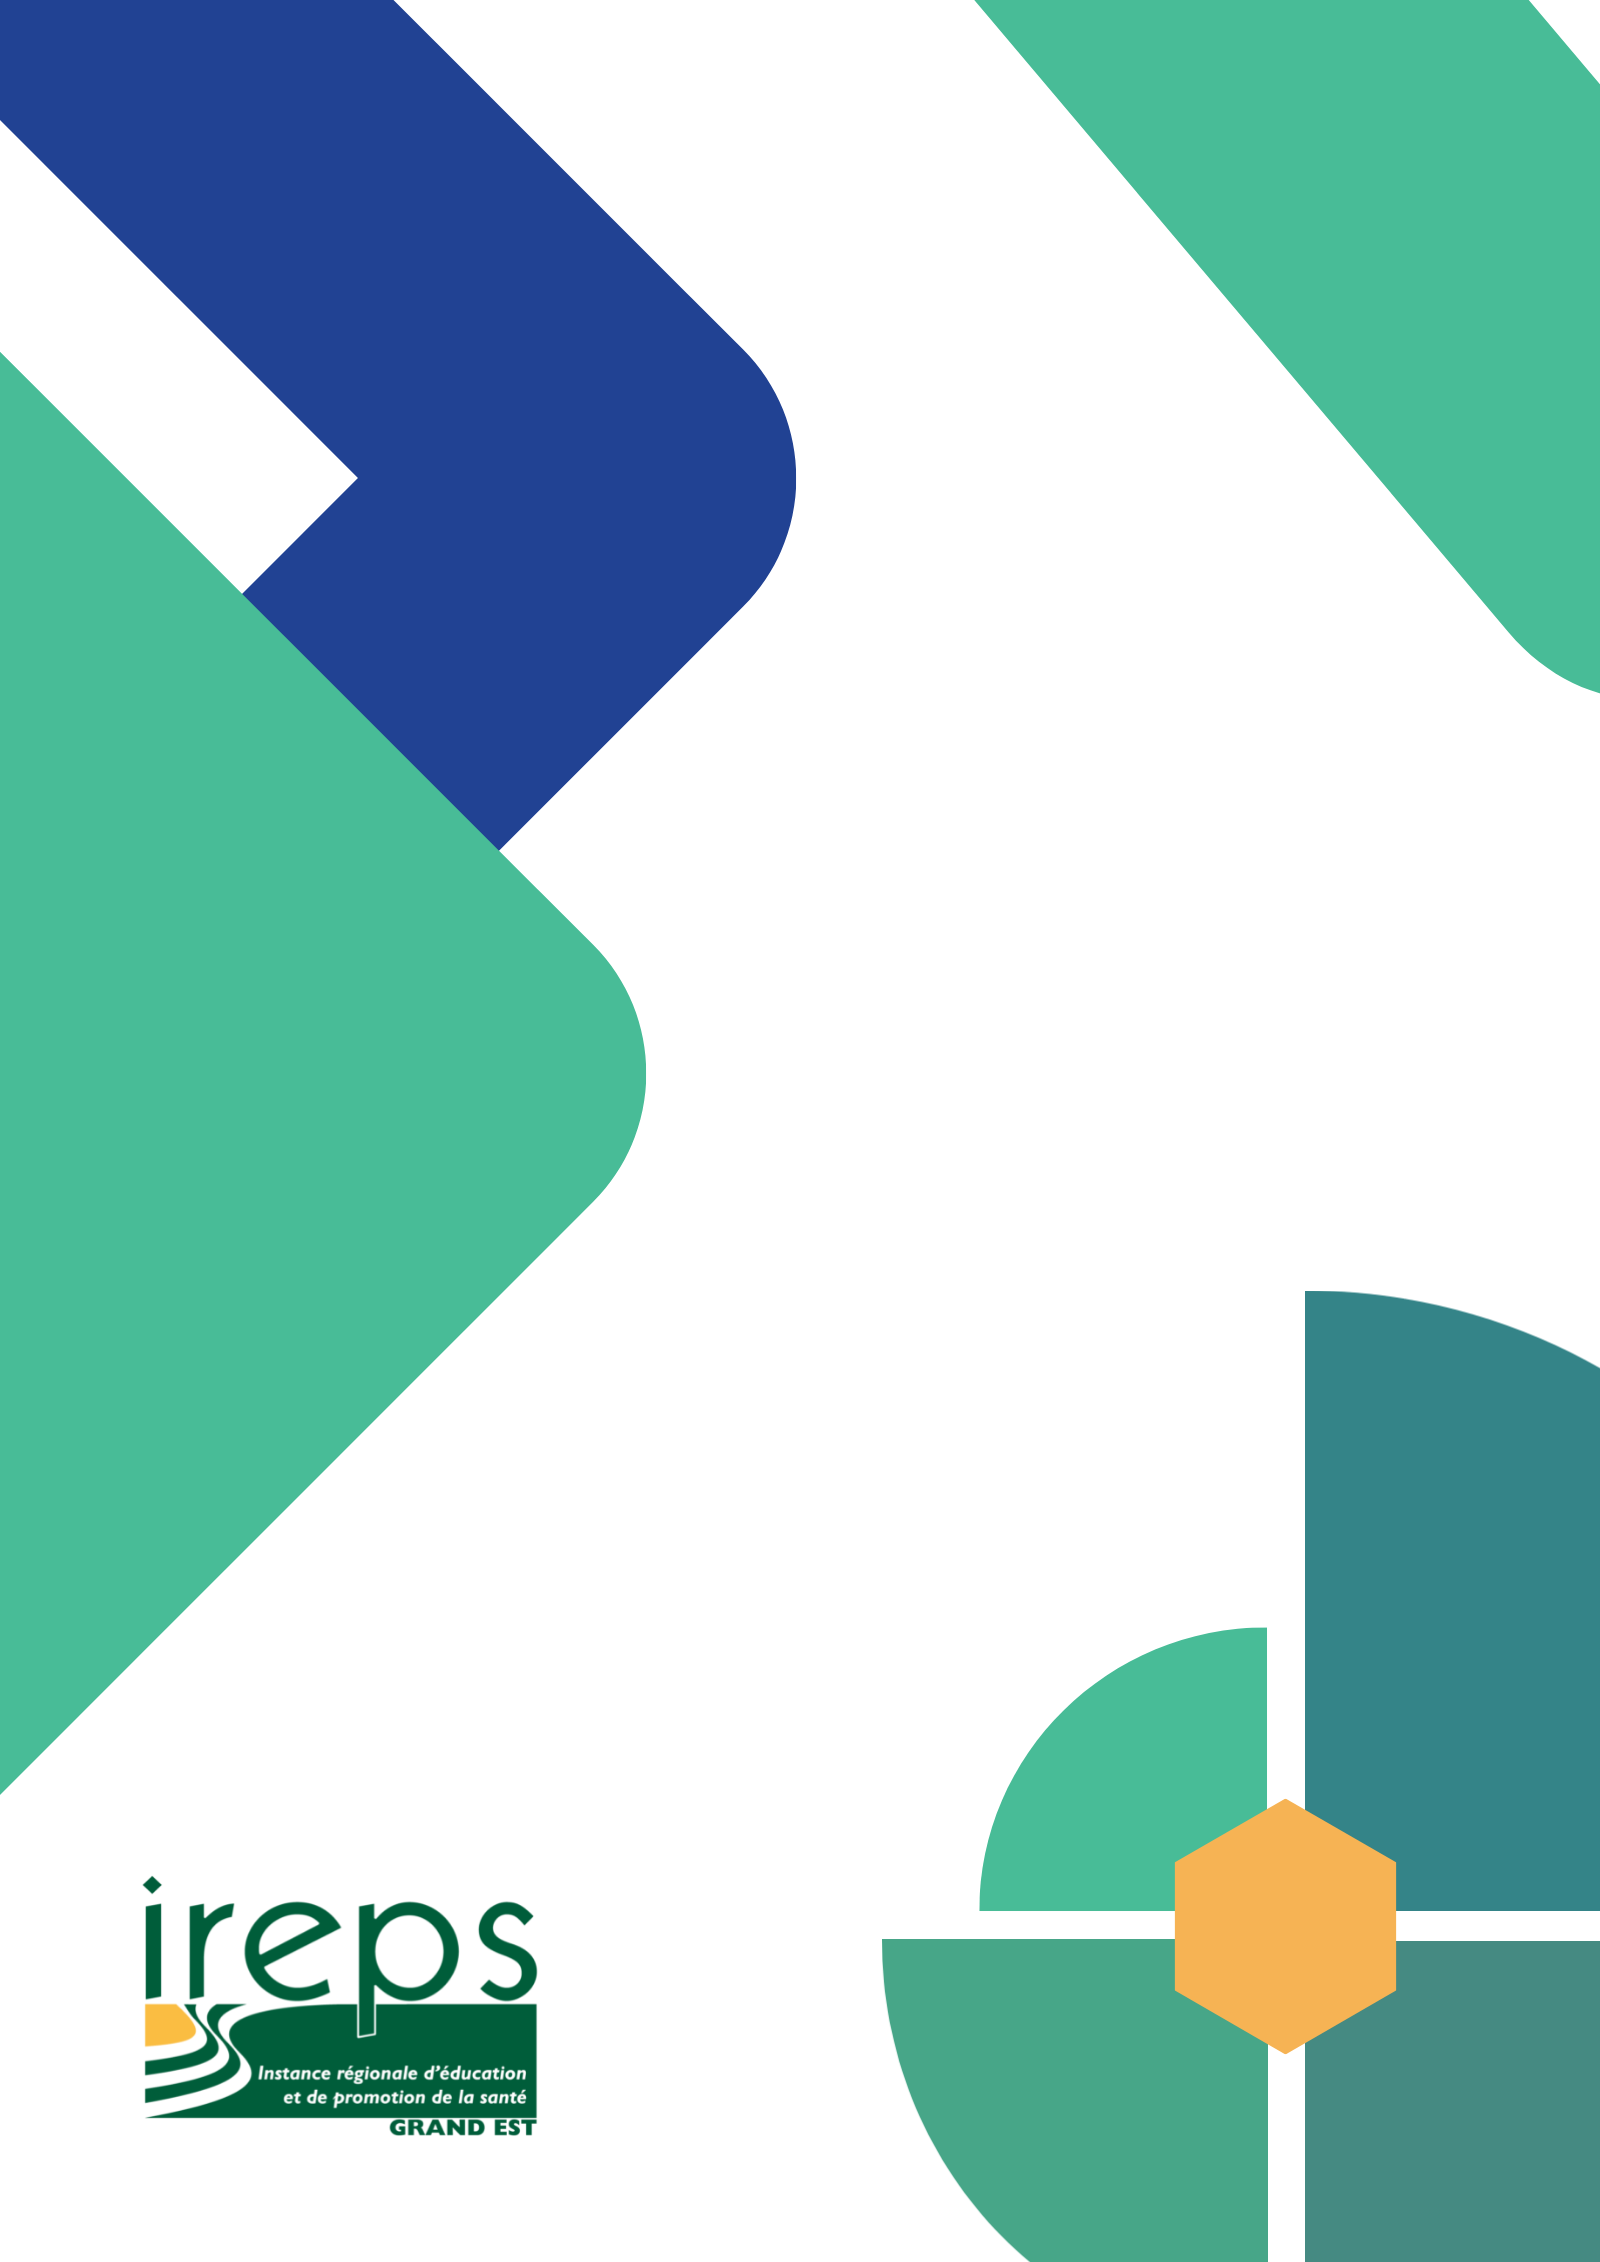 ireps
Instance régionale d'éducation
et de promotion de la santé
GRAND EST